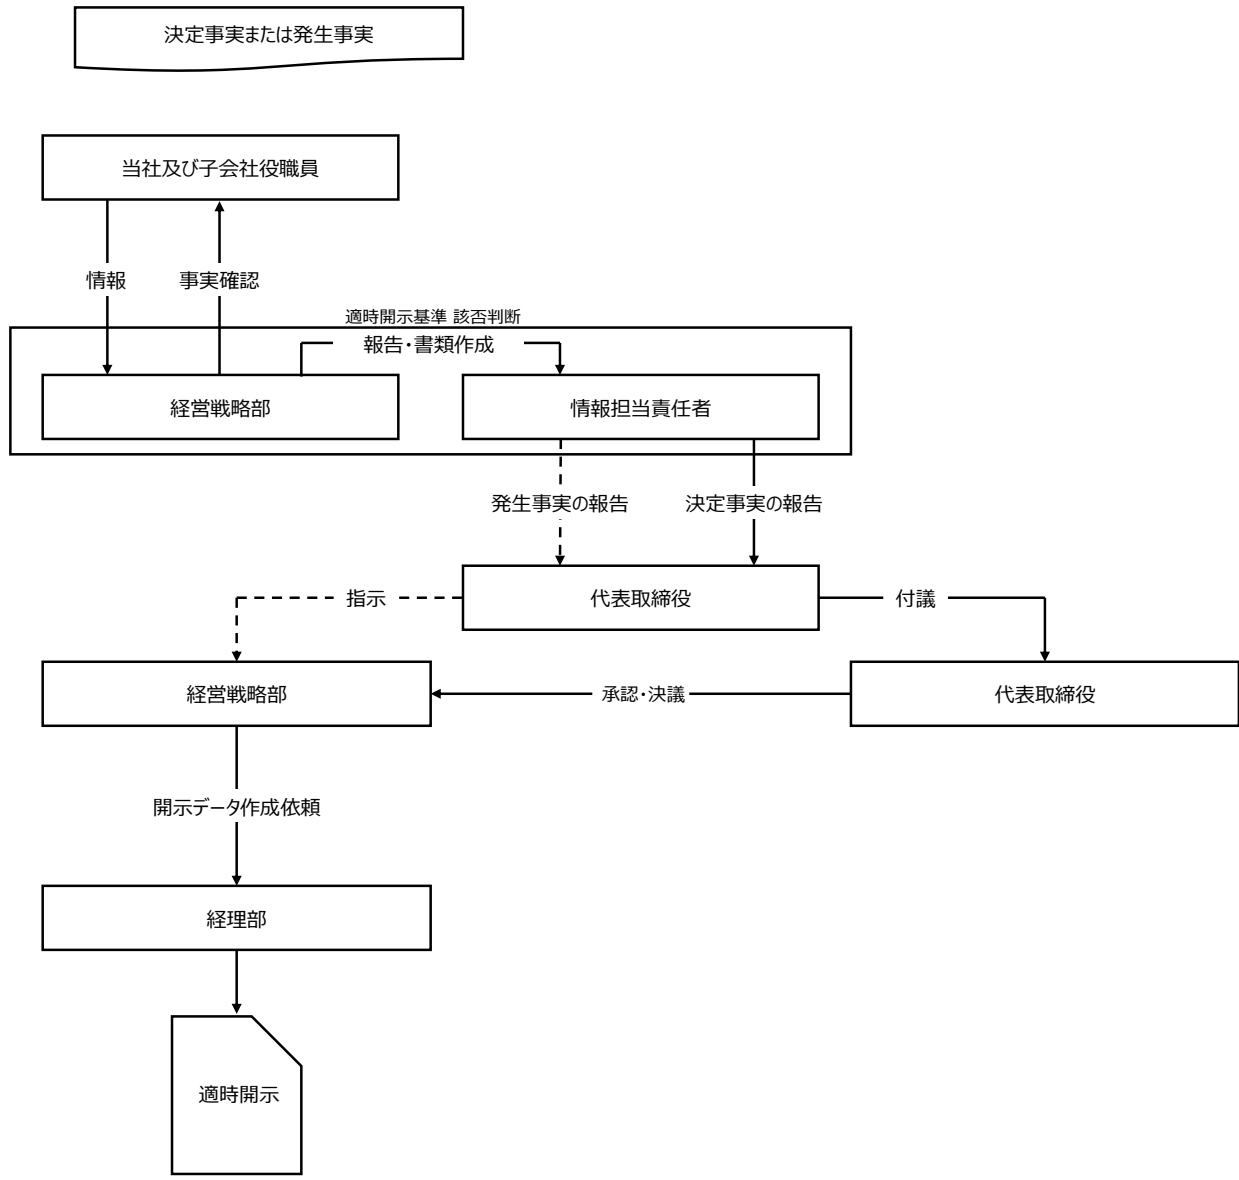 決定事実または発生事実
当社及び子会社役職員
情報
事実確認
適時開示基準 該否判断
報告・書類作成
経営戦略部
情報担当責任者
発生事実の報告
決定事実の報告
代表取締役
指示
付議
経営戦略部
承認・決議
代表取締役
開示データ作成依頼
経理部
適時開示